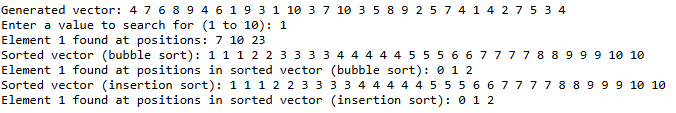 Generated vector: 4 7 6 8 9 4 6 1 9 3 1 10 3 7 10 3 5 8 9 2 5 7 4 1 4 2 7 5 3 4
Enter a value to search for (1 to 10): 1
Element 1 found at positions: 7 10 23
Sorted vector (bubble sort): 1 1 1 2 2 3 3 3 3 4 4 4 4 4 5 5 5 6 6 7 7 7 7 8 8 9 9 9 10 10
Element 1 found at positions in sorted vector (bubble sort): 0 1 2
Sorted vector (insertion sort): 1 1 1 2 2 3 3 3 3 4 4 4 4 4 5 5 5 6 6 7 7 7 7 8 8 9 9 9 10 10
Element 1 found at positions in sorted vector (insertion sort): 0 1 2